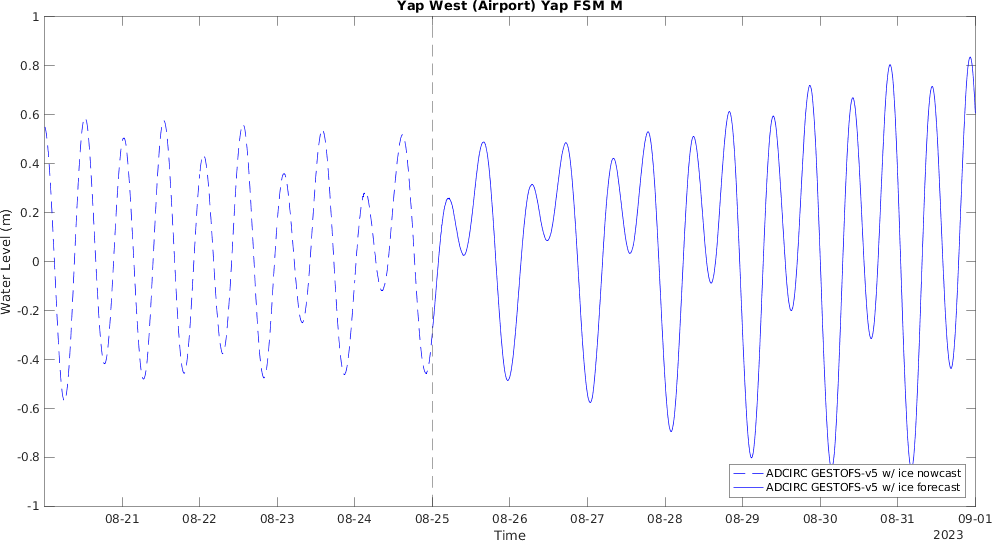 Yap West (Airport) Yap FSM M
1
0.8
0.6
0.4
0.2
0
-0.2
-0.4
-0.6
-0.8
-1
Water Level (m)
ADCIRC GESTOFS-v5 w/ ice nowcast
ADCIRC GESTOFS-v5 w/ ice forecast
08-21 08-22 08-23 08-24 08-25 08-26 08-27 08-28 08-29 08-30 08-31 09-01
Time
2023